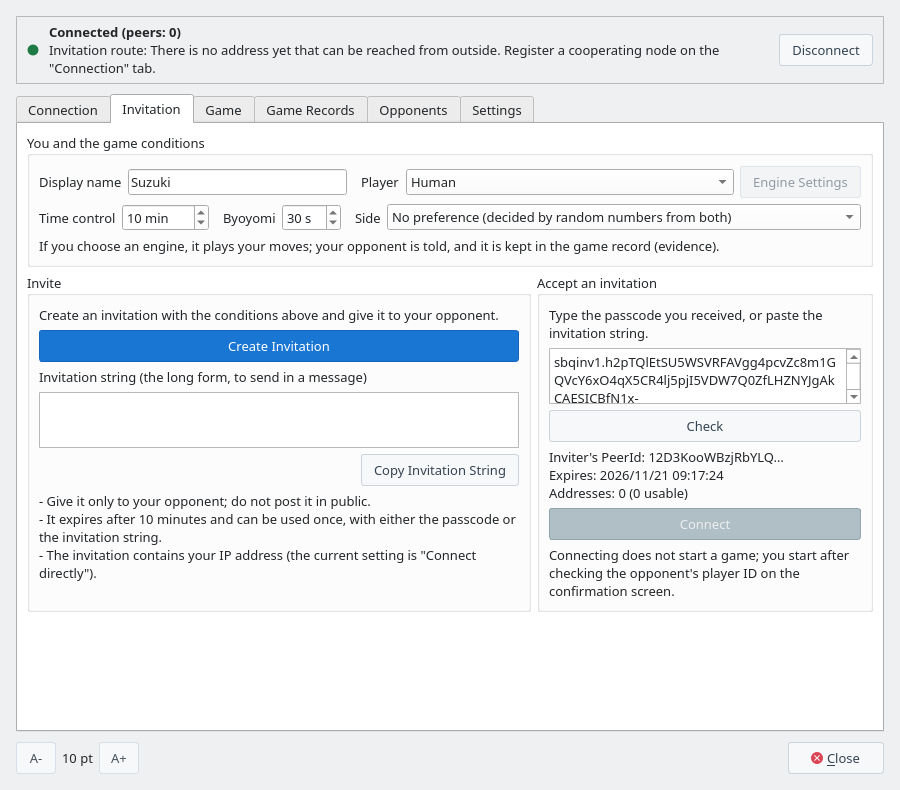 Connected (peers: 0)
Invitation route: There is no address yet that can be reached from outside. Register a cooperating node on the
"Connection" tab.
Disconnect
Connection
Invitation
Game
Game Records
Opponents
Settings
You and the game conditions
Display name
Suzuki
Player
Human
Engine Settings
Time control
10 min
Byoyomi
30 s
Side
No preference (decided by random numbers from both)
If you choose an engine, it plays your moves; your opponent is told, and it is kept in the game record (evidence).
Invite
Create an invitation with the conditions above and give it to your opponent.
Create Invitation
Invitation string (the long form, to send in a message)
Copy Invitation String
- Give it only to your opponent; do not post it in public.
- It expires after 10 minutes and can be used once, with either the passcode or
the invitation string.
- The invitation contains your IP address (the current setting is "Connect
directly").
Accept an invitation
Type the passcode you received, or paste the
invitation string.
sbqinv1.h2pTQlEtSU5WSVRFAVgg4pcvZc8m1G
QVcY6xO4qX5CR4lj5pjI5VDW7Q0ZfLHZNYJgAk
CAESICBfN1x-
Check
Inviter's PeerId: 12D3KooWBzjRbYLQ...
Expires: 2026/11/21 09:17:24
Addresses: 0 (0 usable)
Connect
Connecting does not start a game; you start after
checking the opponent's player ID on the
confirmation screen.
A-
10 pt
A+
Close